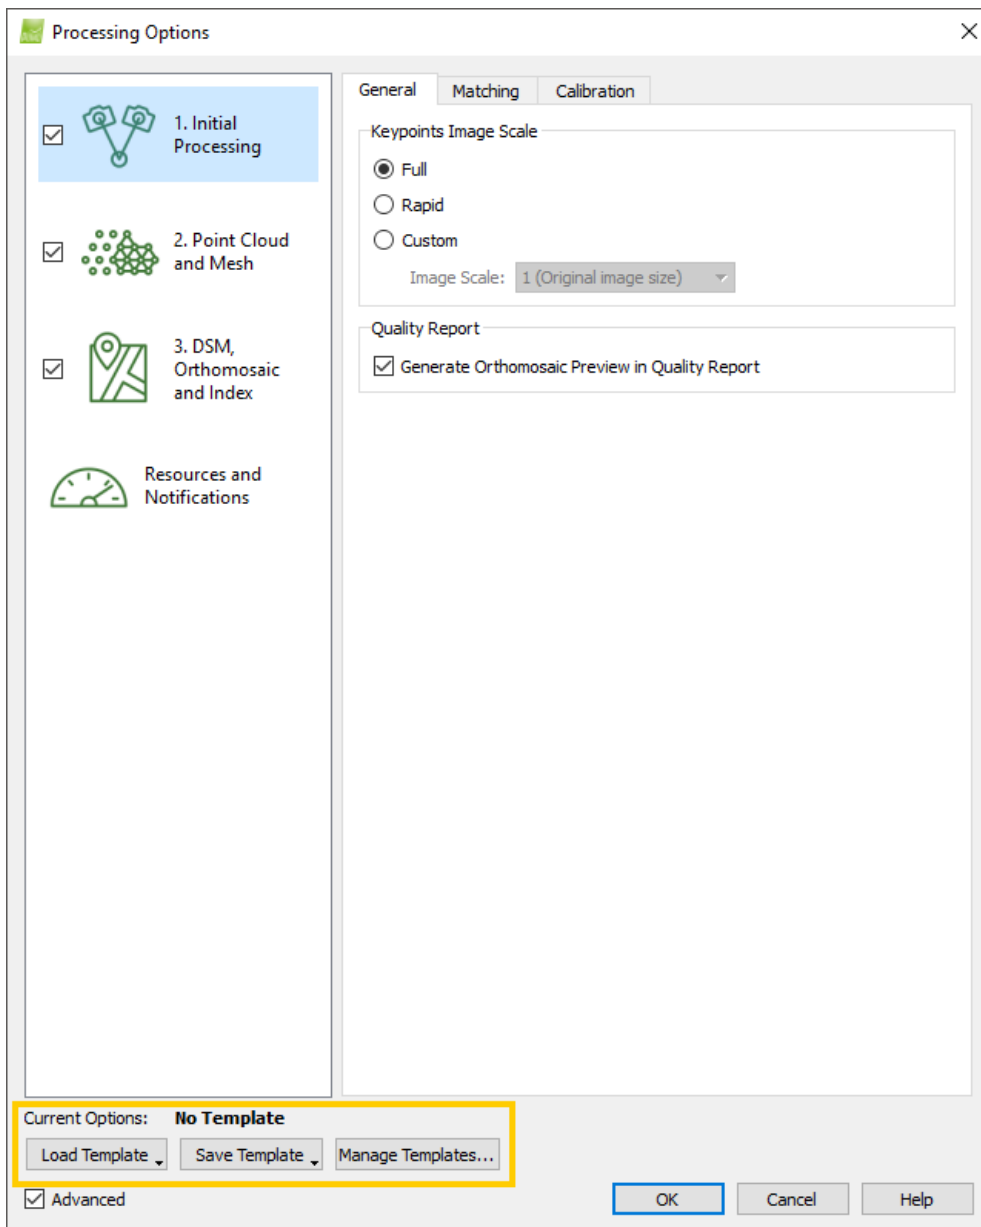 Processing Options
1. Initial
Processing
2. Point Cloud
and Mesh
3. DSM,
Orthomosaic
and Index
Resources and
Notifications
General Matching Calibration
Keypoints Image Scale
Full
Rapid
Custom
Image Scale: 1 (Original image size)
Quality Report
Generate Orthomosaic Preview in Quality Report
Current Options: No Template
Load Template Save Template Manage Templates...
Advanced OK Cancel Help